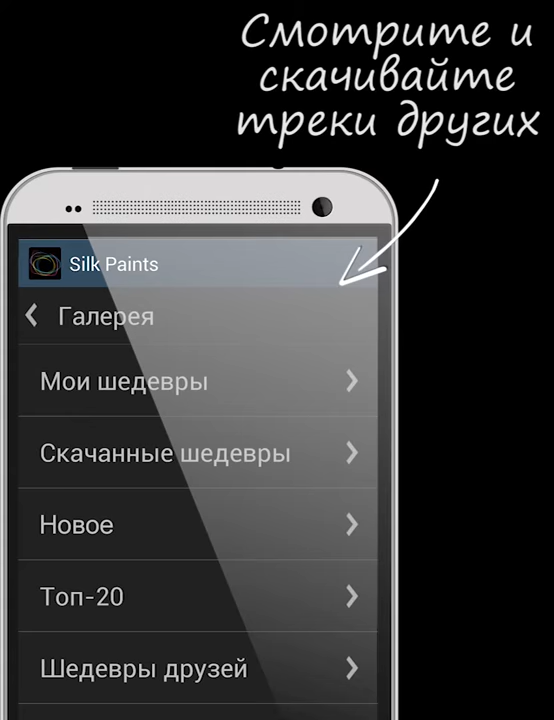 Смотрите и
скачивайте
треки других
Silk Paints
Галерея
Мои шедевры
Скачанные шедевры
Новое
Топ-20
Шедевры друзей